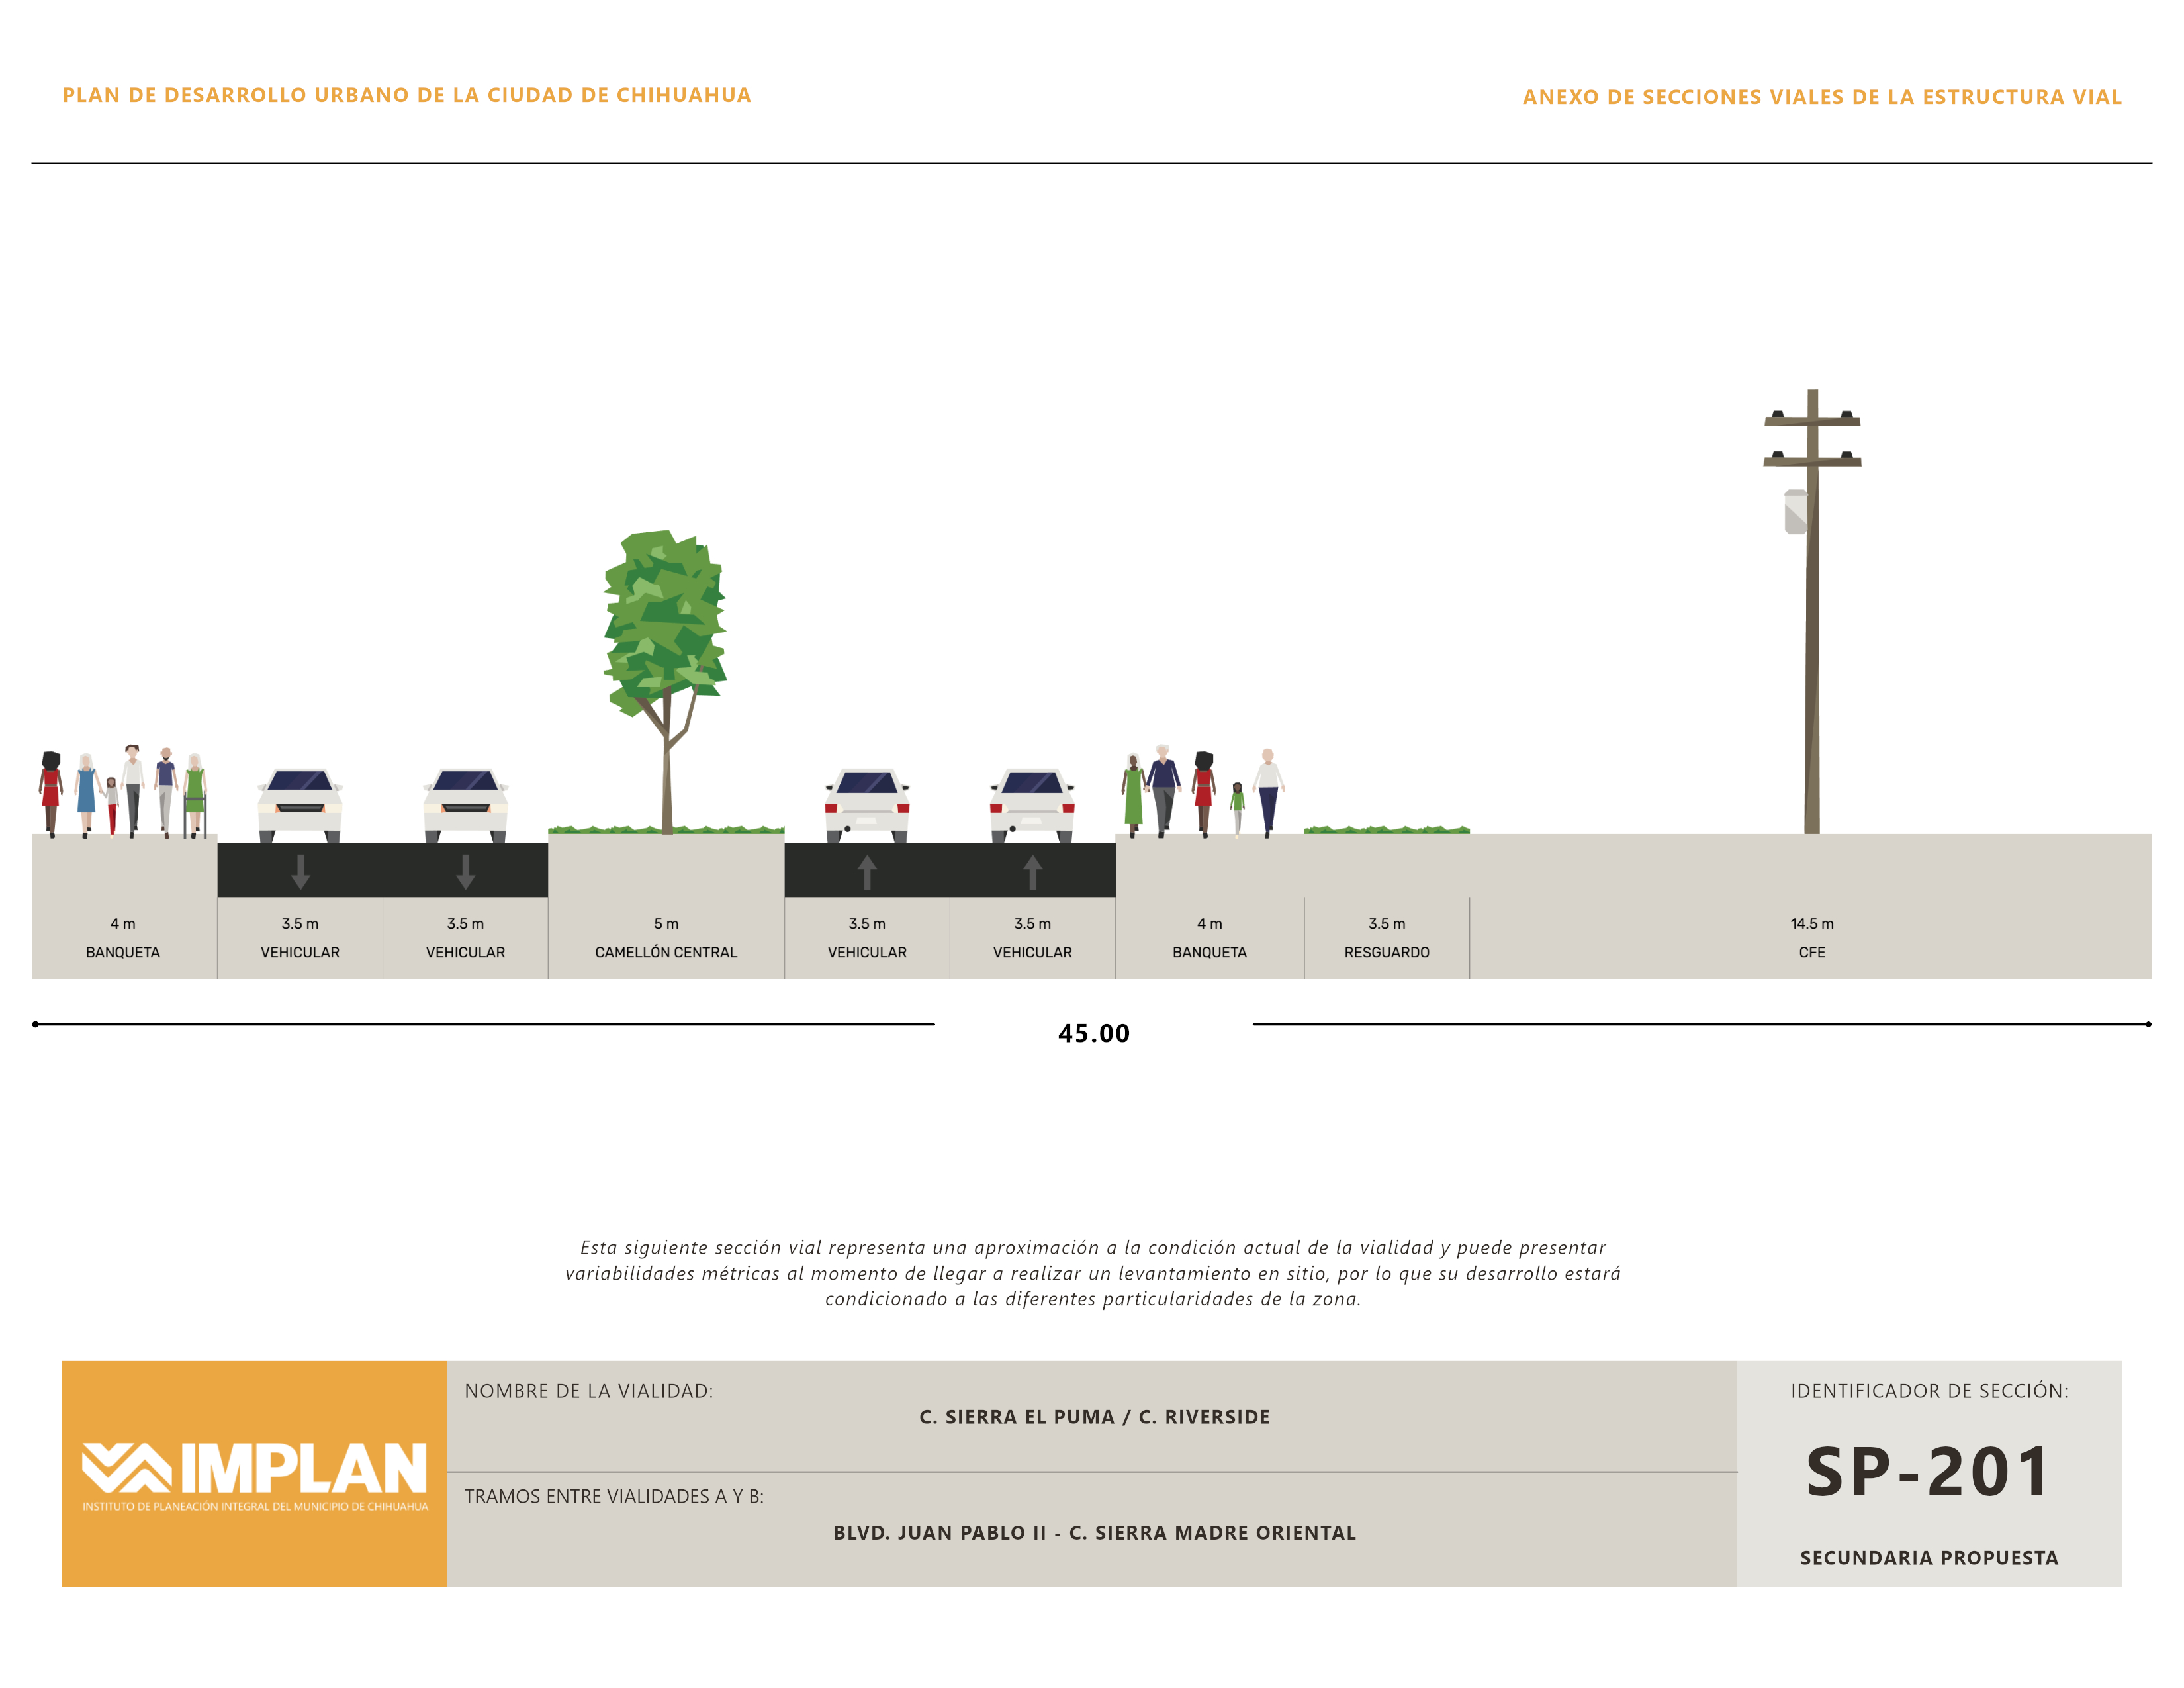 PLAN DE DESARROLLO URBANO DE LA CIUDAD DE CHIHUAHUA
ANEXO DE SECCIONES VIALES DE LA ESTRUCTURA VIAL
4 m
BANQUETA
3.5 m
VEHICULAR
3.5 m
VEHICULAR
5 m
CAMELLÓN CENTRAL
3.5 m
VEHICULAR
3.5 m
VEHICULAR
4 m
BANQUETA
3.5 m
RESGUARDO
14.5 m
CFE
45.00
Esta siguiente sección vial representa una aproximación a la condición actual de la vialidad y puede presentar
variabilidades métricas al momento de llegar a realizar un levantamiento en sitio, por lo que su desarrollo estará
condicionado a las diferentes particularidades de la zona.
IMPLAN
INSTITUTO DE PLANEACIÓN INTEGRAL DEL MUNICIPIO DE CHIHUAHUA
NOMBRE DE LA VIALIDAD:
C. SIERRA EL PUMA / C. RIVERSIDE
TRAMOS ENTRE VIALIDADES A Y B:
BLVD. JUAN PABLO II - C. SIERRA MADRE ORIENTAL
IDENTIFICADOR DE SECCIÓN:
SP-201
SECUNDARIA PROPUESTA